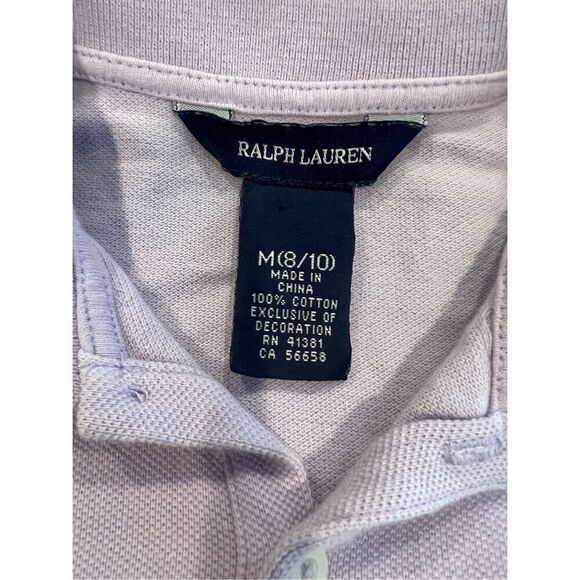 RALPH LAUREN
M(8/10)
MADE IN
CHINA
100% COTTON
EXCLUSIVE OF
DECORATION
RN 41381
CA 56658